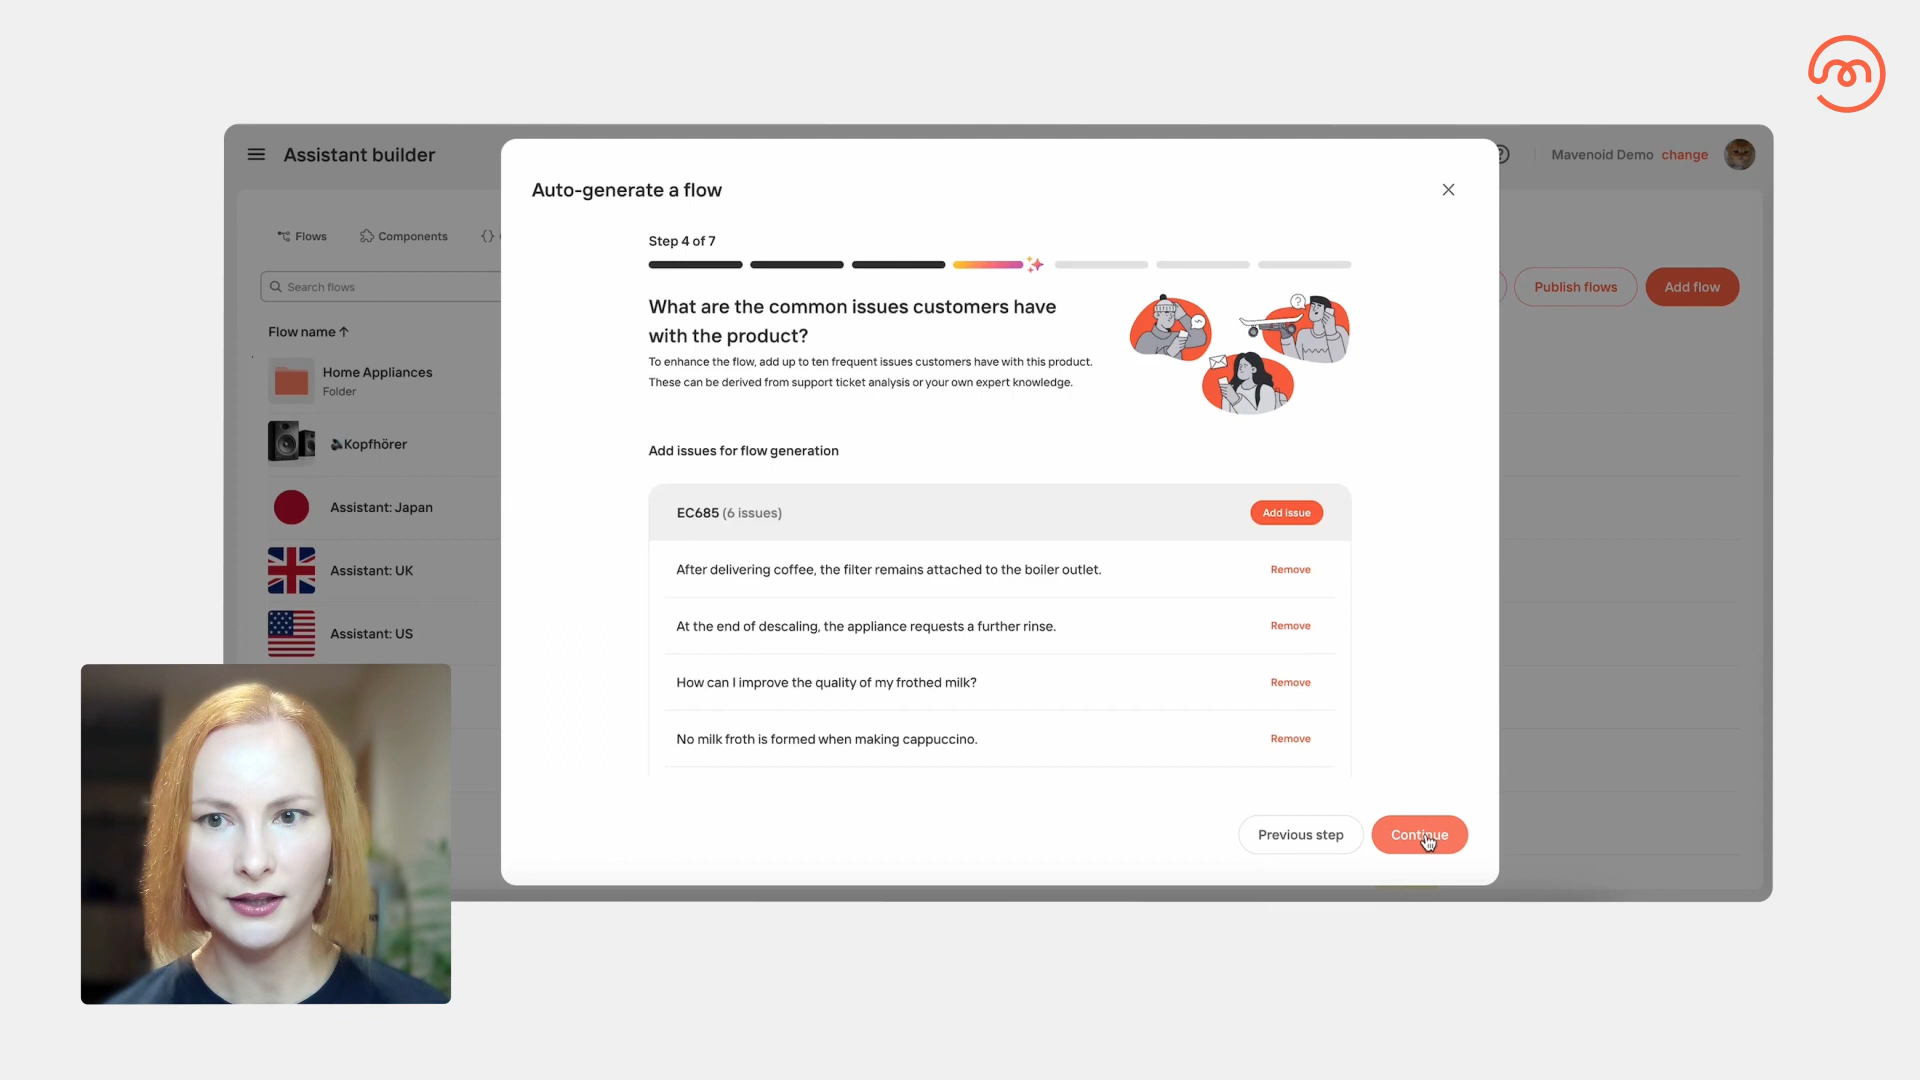 Assistant builder
Mavenoid Demo change
Auto-generate a flow
Flows
Components
{}
Step 4 of 7
Search flows
Publish flows
Add flow
What are the common issues customers have
with the product?
To enhance the flow, add up to ten frequent issues customers have with this product.
These can be derived from support ticket analysis or your own expert knowledge.
Flow name ↑
Home Appliances
Folder
Kopfhörer
Assistant: Japan
Assistant: UK
Assistant: US
Add issues for flow generation
EC685 (6 issues)
Add issue
After delivering coffee, the filter remains attached to the boiler outlet.
Remove
At the end of descaling, the appliance requests a further rinse.
Remove
How can I improve the quality of my frothed milk?
Remove
No milk froth is formed when making cappuccino.
Remove
Previous step
Continue